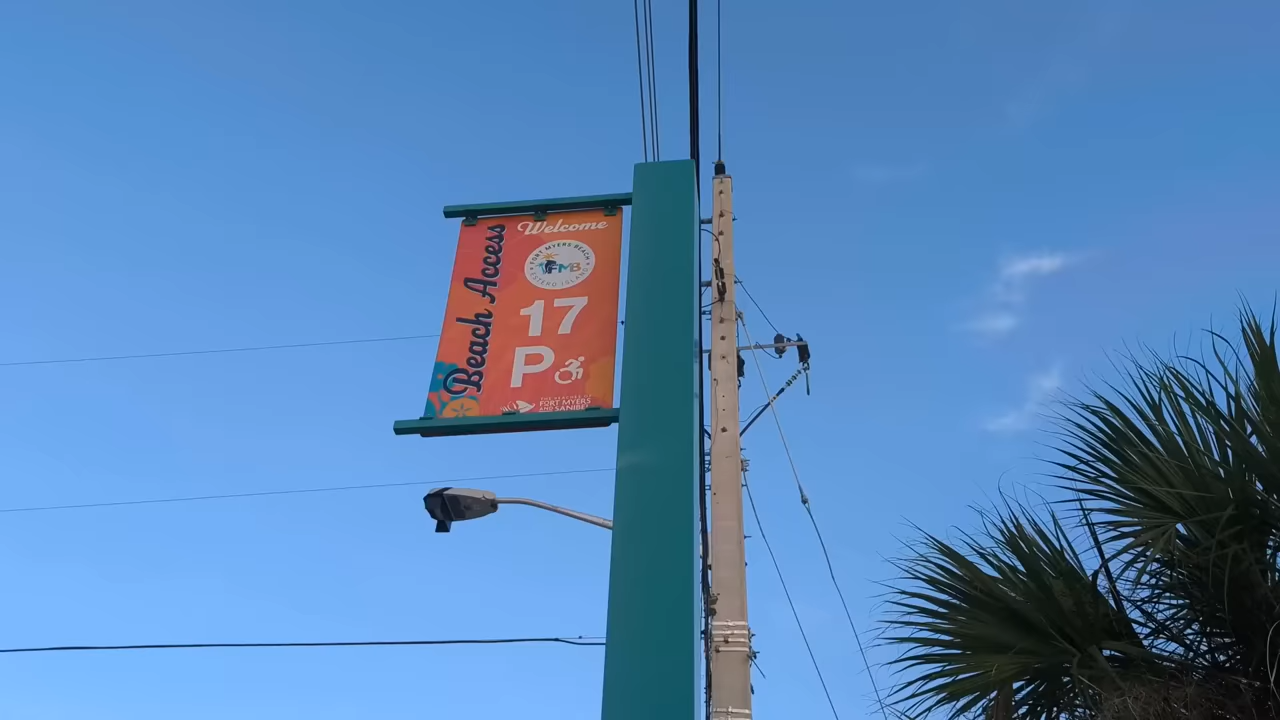 Beach Access
Welcome
FORT MYERS BEACH
FMB
ESTERO ISLAND
17
P
FORT MYERS
AND SANIBEL